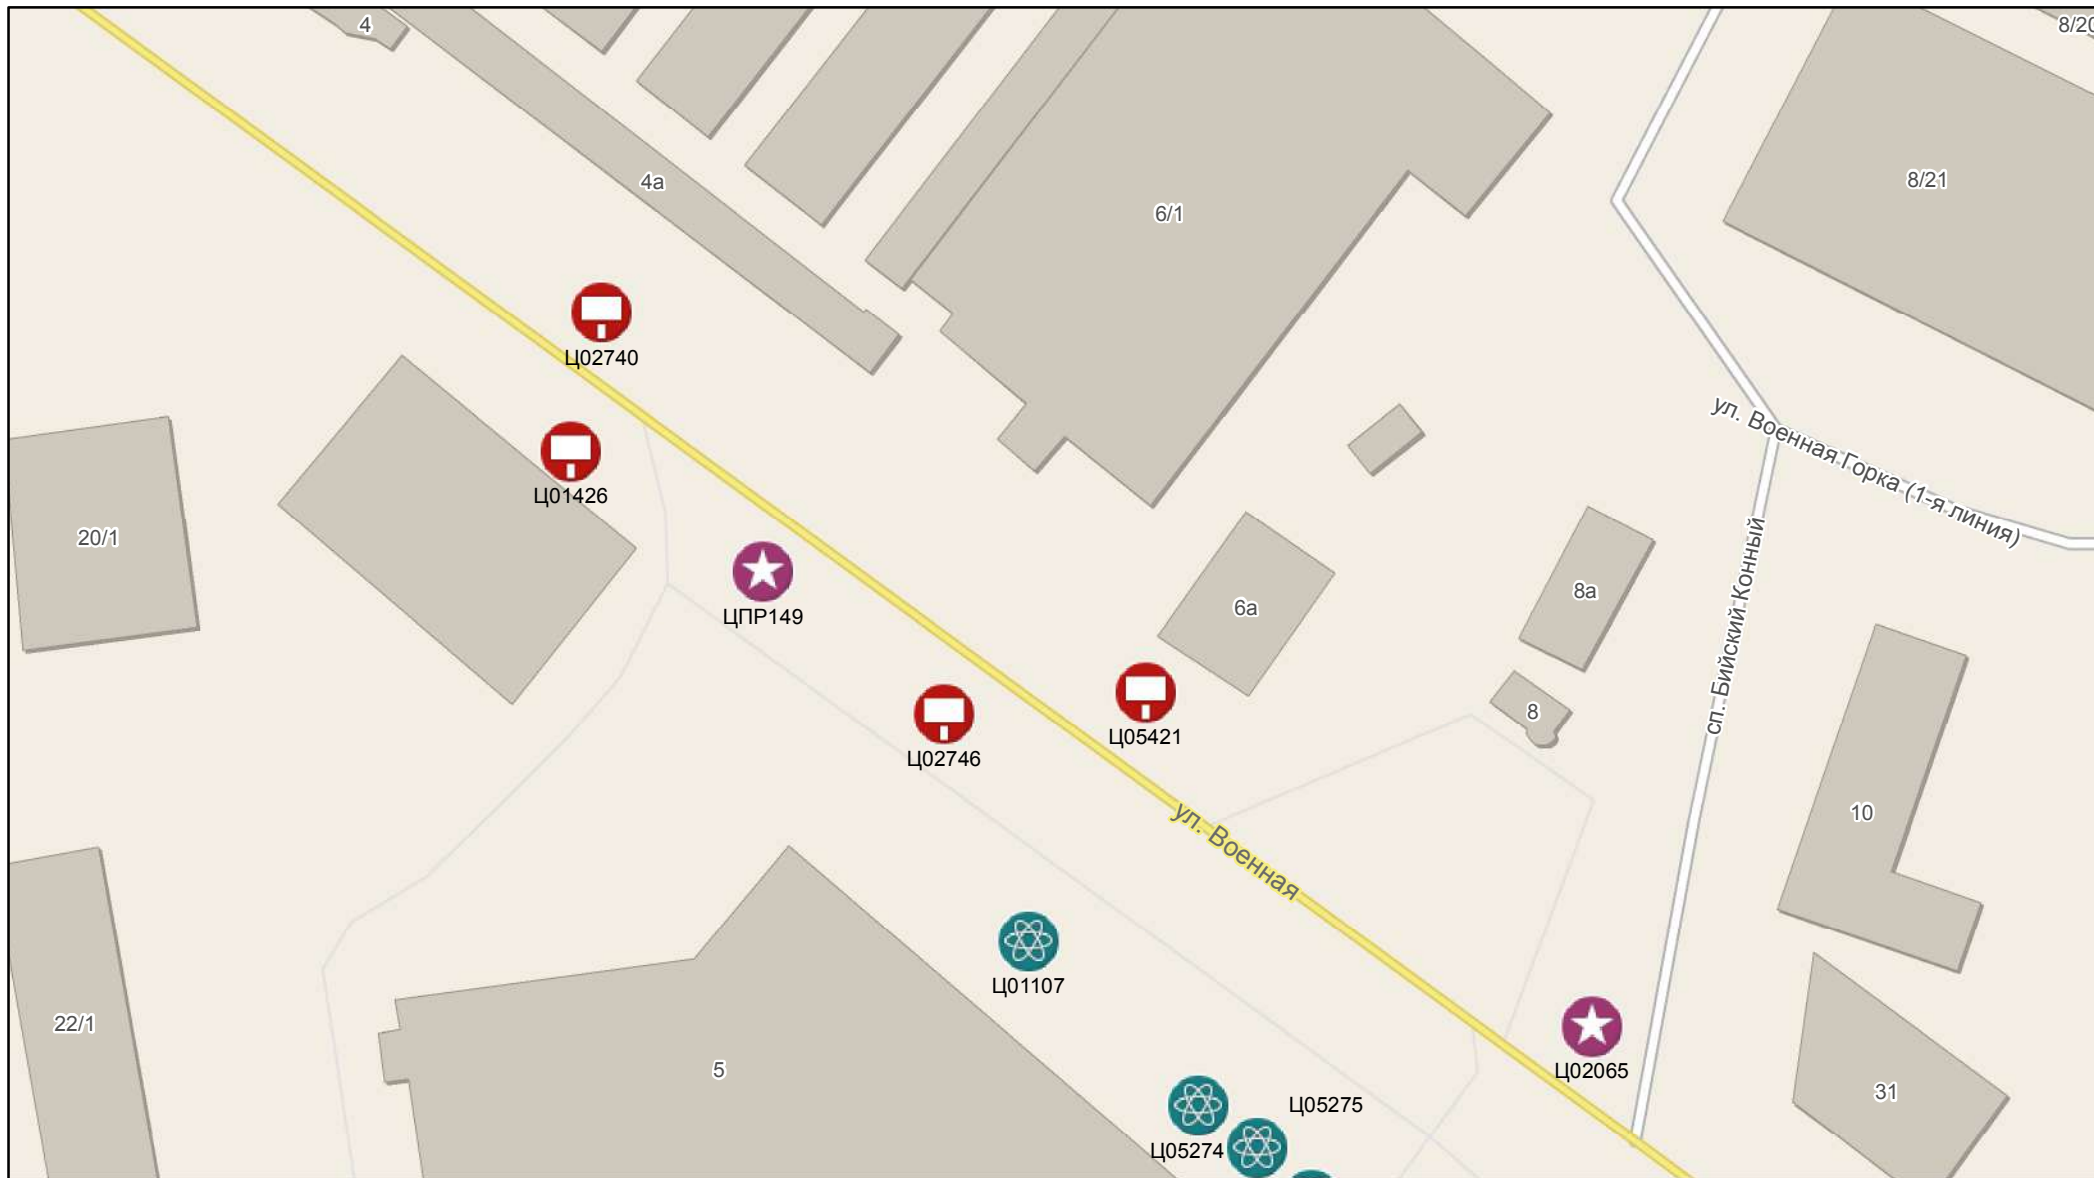 4
8/20
4а
8/21
6/1
Ц02740
ул. Военная Горка (1-я линия)
Ц01426
20/1
сп. Бийский Конный
8а
6а
ЦПР149
8
Ц05421
Ц02746
10
ул. Военная
Ц01107
22/1
5
Ц02065
31
Ц05275
Ц05274